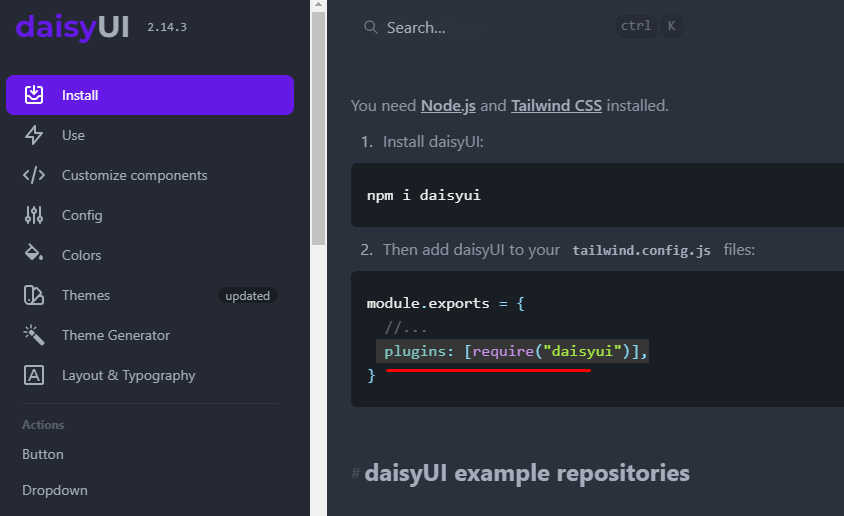 daisyUI 2.14.3
Install
Use
Customize components
Config
Colors
Themes updated
Theme Generator
Layout & Typography
Actions
Button
Dropdown
Search... ctrl K
You need Node.js and Tailwind CSS installed.
1. Install daisyUI:
npm i daisyui
2. Then add daisyUI to your tailwind.config.js files:
module.exports = {
//...
plugins: [require("daisyui")],
}
# daisyUI example repositories